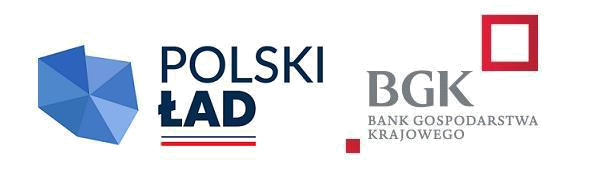 POLSKI
ŁAD
BGK
BANK GOSPODARSTWA
KRAJOWEGO